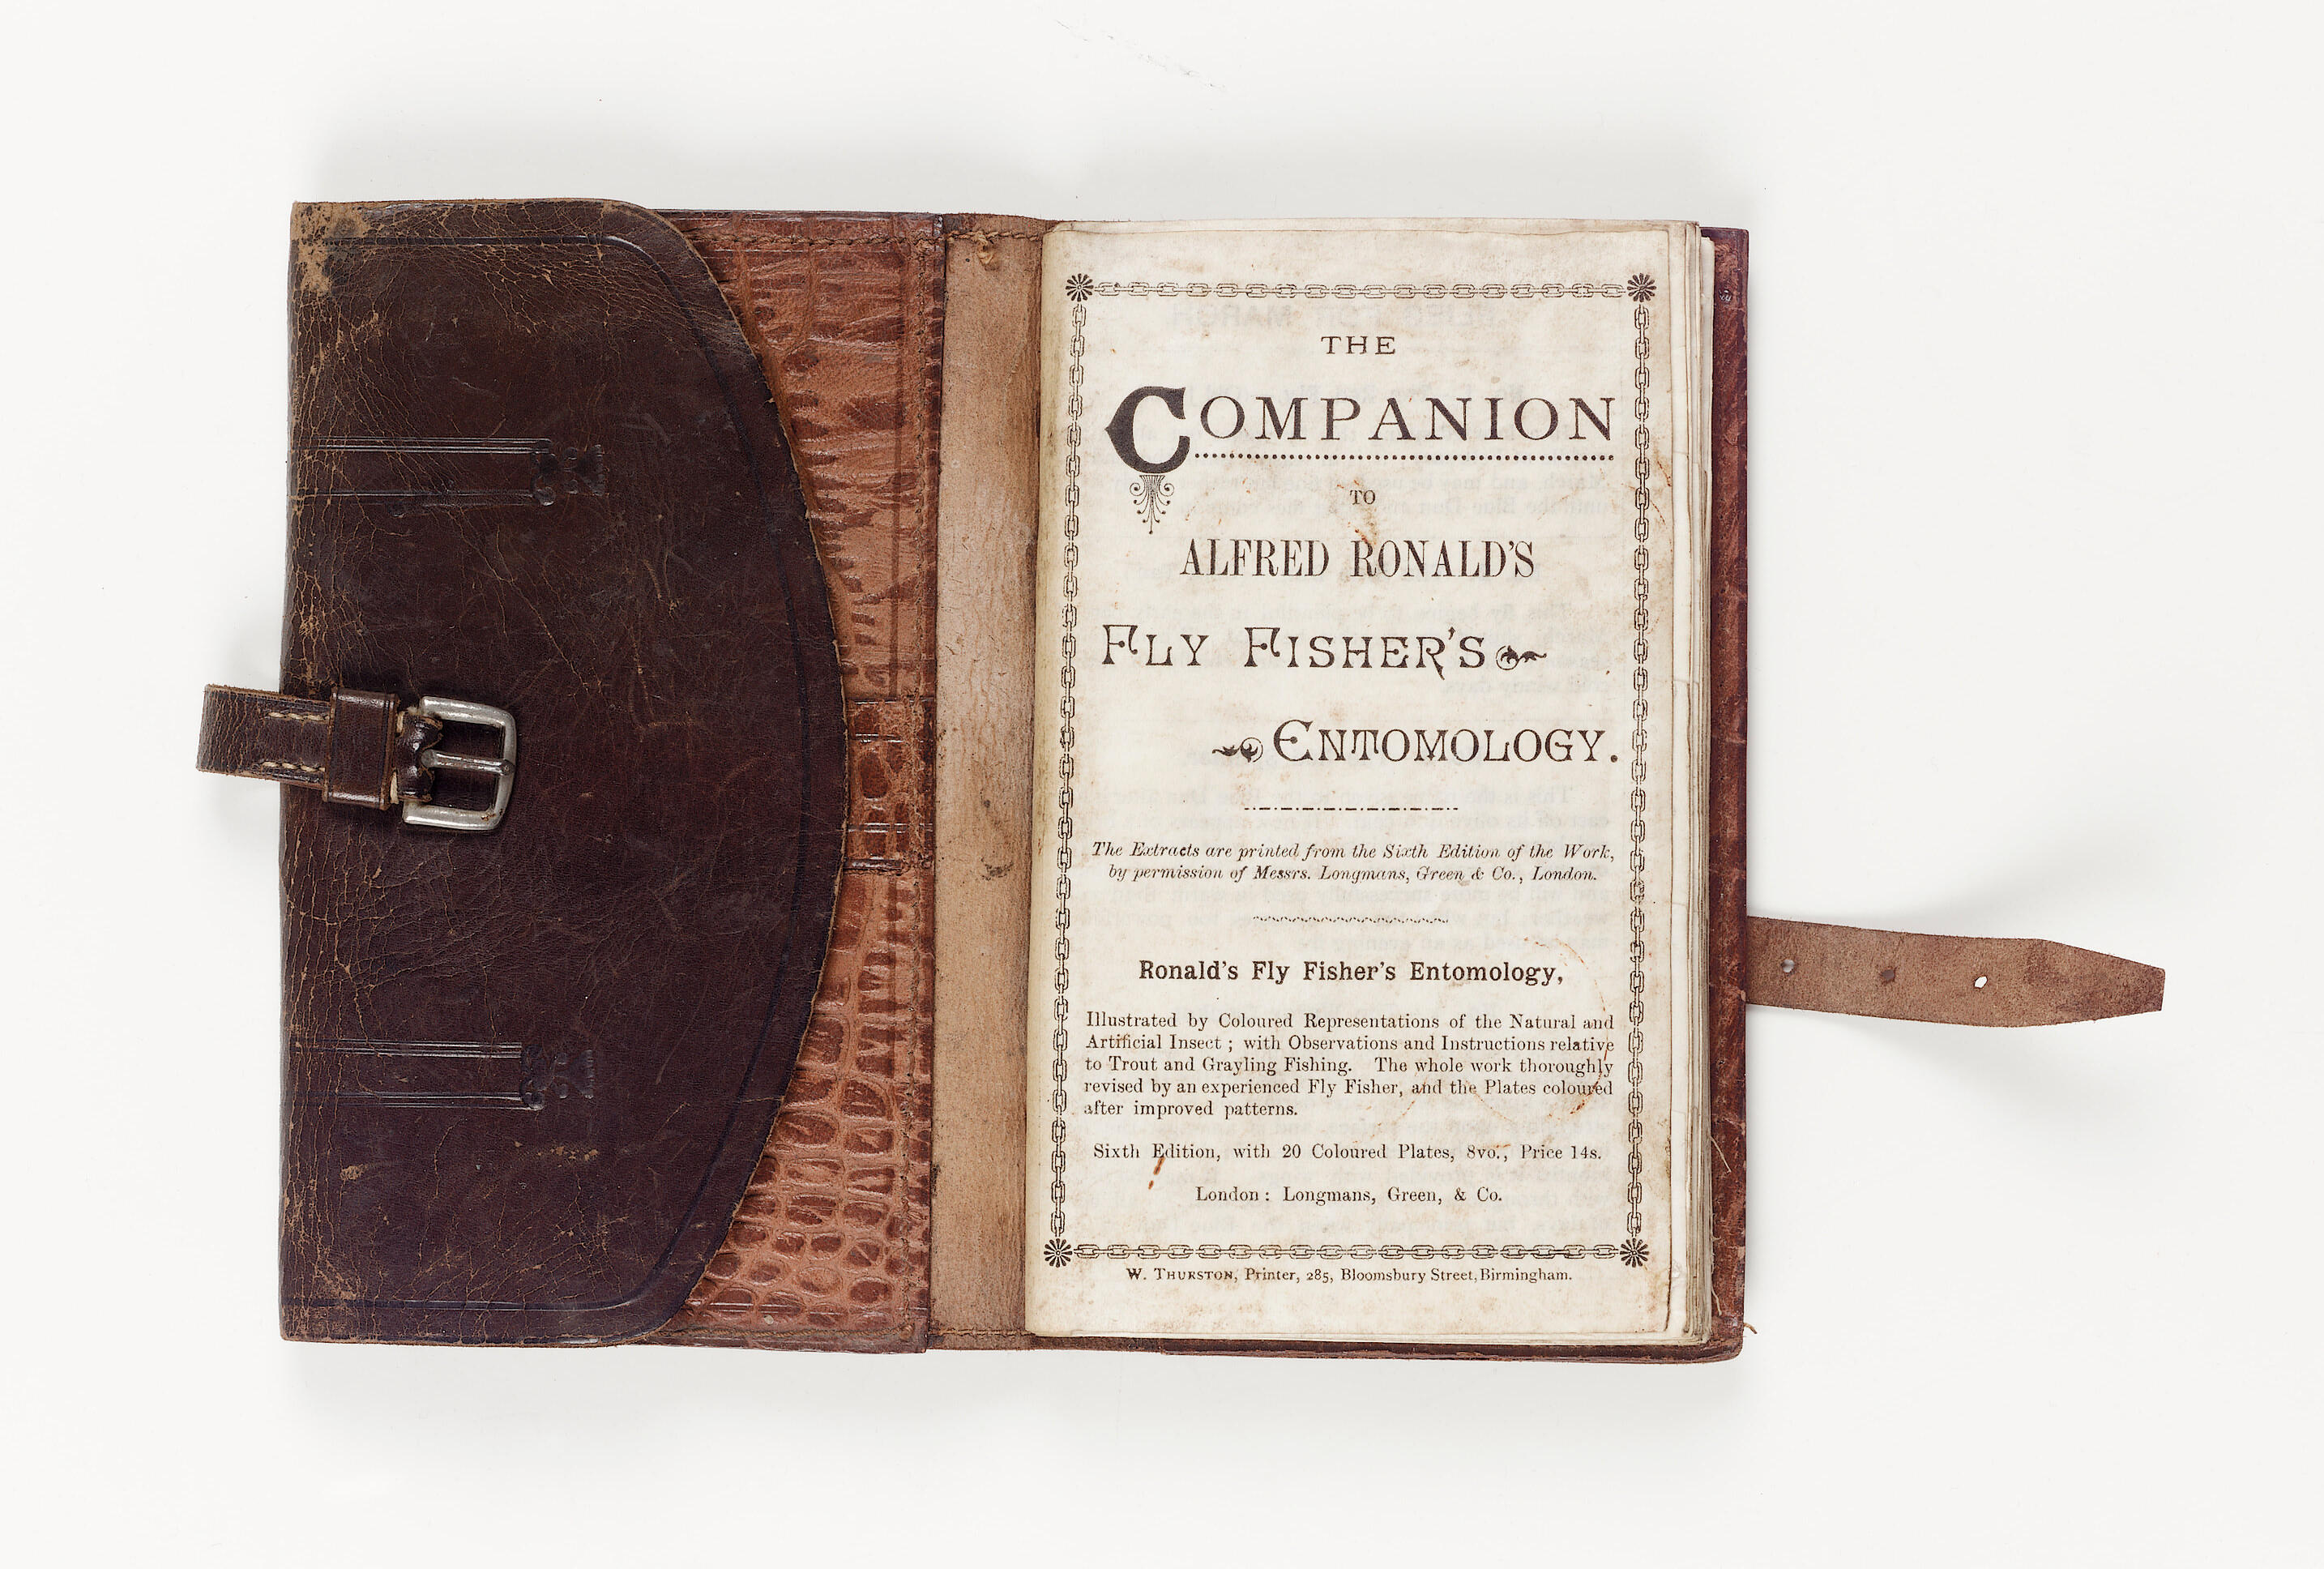 THE
COMPANION
TO
ALFRED RONALD'S
FLY FISHER'S
ENTOMOLOGY.
The Extracts are printed from the Sixth Edition of the Work,
by permission of Messrs. Longmans, Green & Co., London.
Ronald's Fly Fisher's Entomology,
Illustrated by Coloured Representations of the Natural and
Artificial Insect ; with Observations and Instructions relative
to Trout and Grayling Fishing. The whole work thoroughly
revised by an experienced Fly Fisher, and the Plates coloured
after improved patterns.
Sixth Edition, with 20 Coloured Plates, 8vo., Price 14s.
London : Longmans, Green, & Co.
W. THURSTON, Printer, 285, Bloomsbury Street, Birmingham.